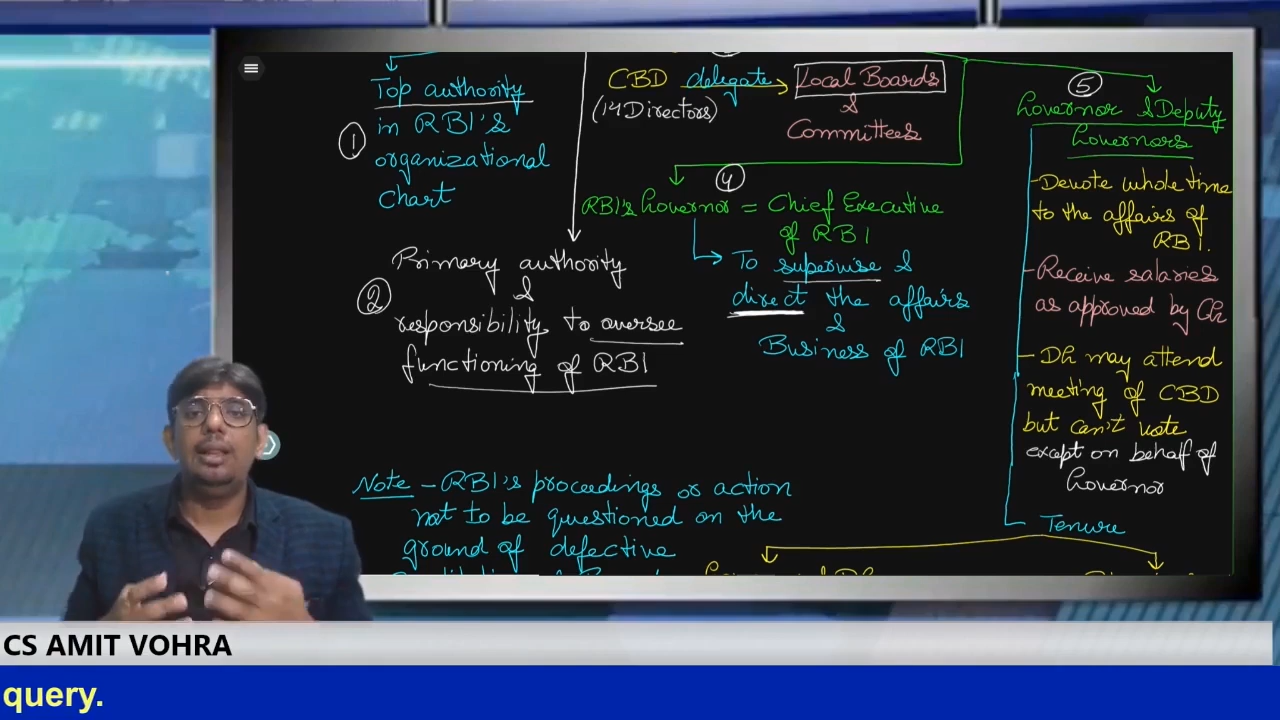 Top authority
in RBI's
①
organizational
chart
CBD delegate
(14 Directors)
Local Boards
&
Committees
⑤
Governor & Deputy
Governors
④
RBI's Governor = Chief Executive
of RBI
To supervise &
direct the affairs
&
Business of RBI
Primary authority
&
②
responsibility to oversee
functioning of RBI
-Devote whole time
to the affairs of
RBI.
-Receive salaries
as approved by CG
- DG may attend
meeting of CBD
but can't vote
except on behalf of
Governor
Tenure
Note - RBI's proceedings or action
not to be questioned on the
ground of defective
CS AMIT VOHRA
query.